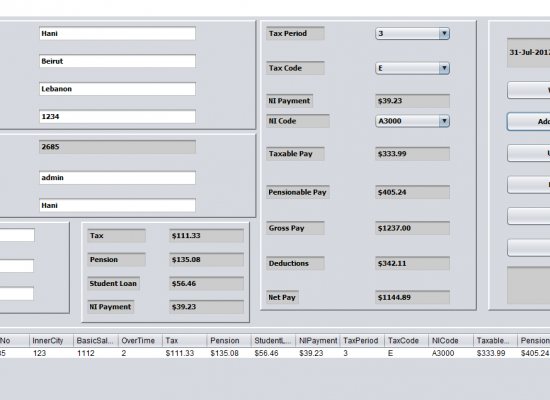 Hani
Beirut
Lebanon
1234
2685
admin
Hani
Tax $111.33
Pension $135.08
Student Loan $56.46
NI Payment $39.23
Tax Period 3
Tax Code E
NI Payment $39.23
NI Code A3000
Taxable Pay $333.99
Pensionable Pay $405.24
Gross Pay $1237.00
Deductions $342.11
Net Pay $1144.89
31-Jul-201
Add
No InnerCity BasicSal... OverTime Tax Pension StudentL... NIPayment TaxPeriod TaxCode NICode Taxable... Pension
85 123 1112 2 $111.33 $135.08 $56.46 $39.23 3 E A3000 $333.99 $405.24